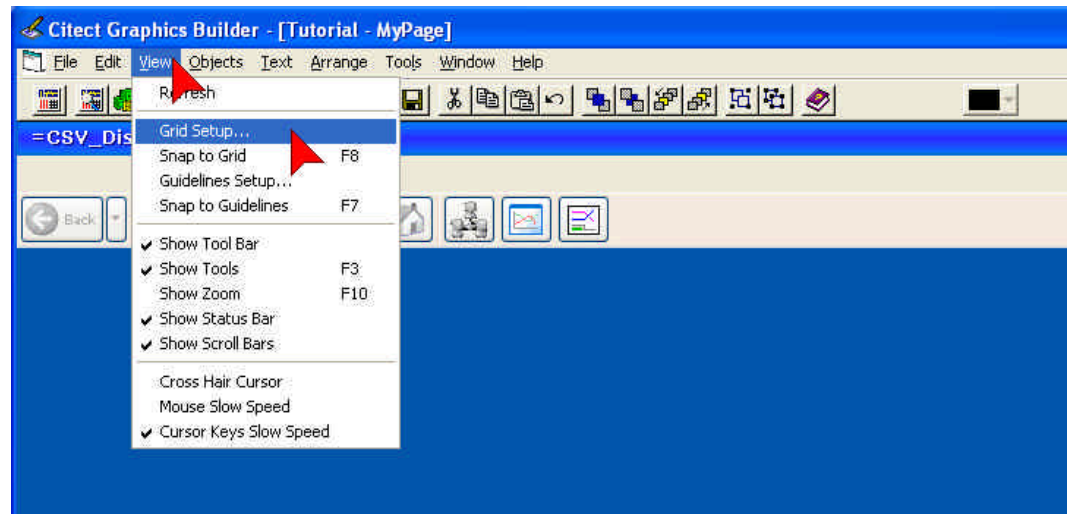 Citect Graphics Builder - [Tutorial - MyPage]
File Edit View Objects Text Arrange Tools Window Help
Grid Setup...
=CSV_Dis
Snap to Grid F8
Guidelines Setup...
Snap to Guidelines F7
Back
Show Tool Bar
Show Tools F3
Show Zoom F10
Show Status Bar
Show Scroll Bars
Cross Hair Cursor
Mouse Slow Speed
Cursor Keys Slow Speed